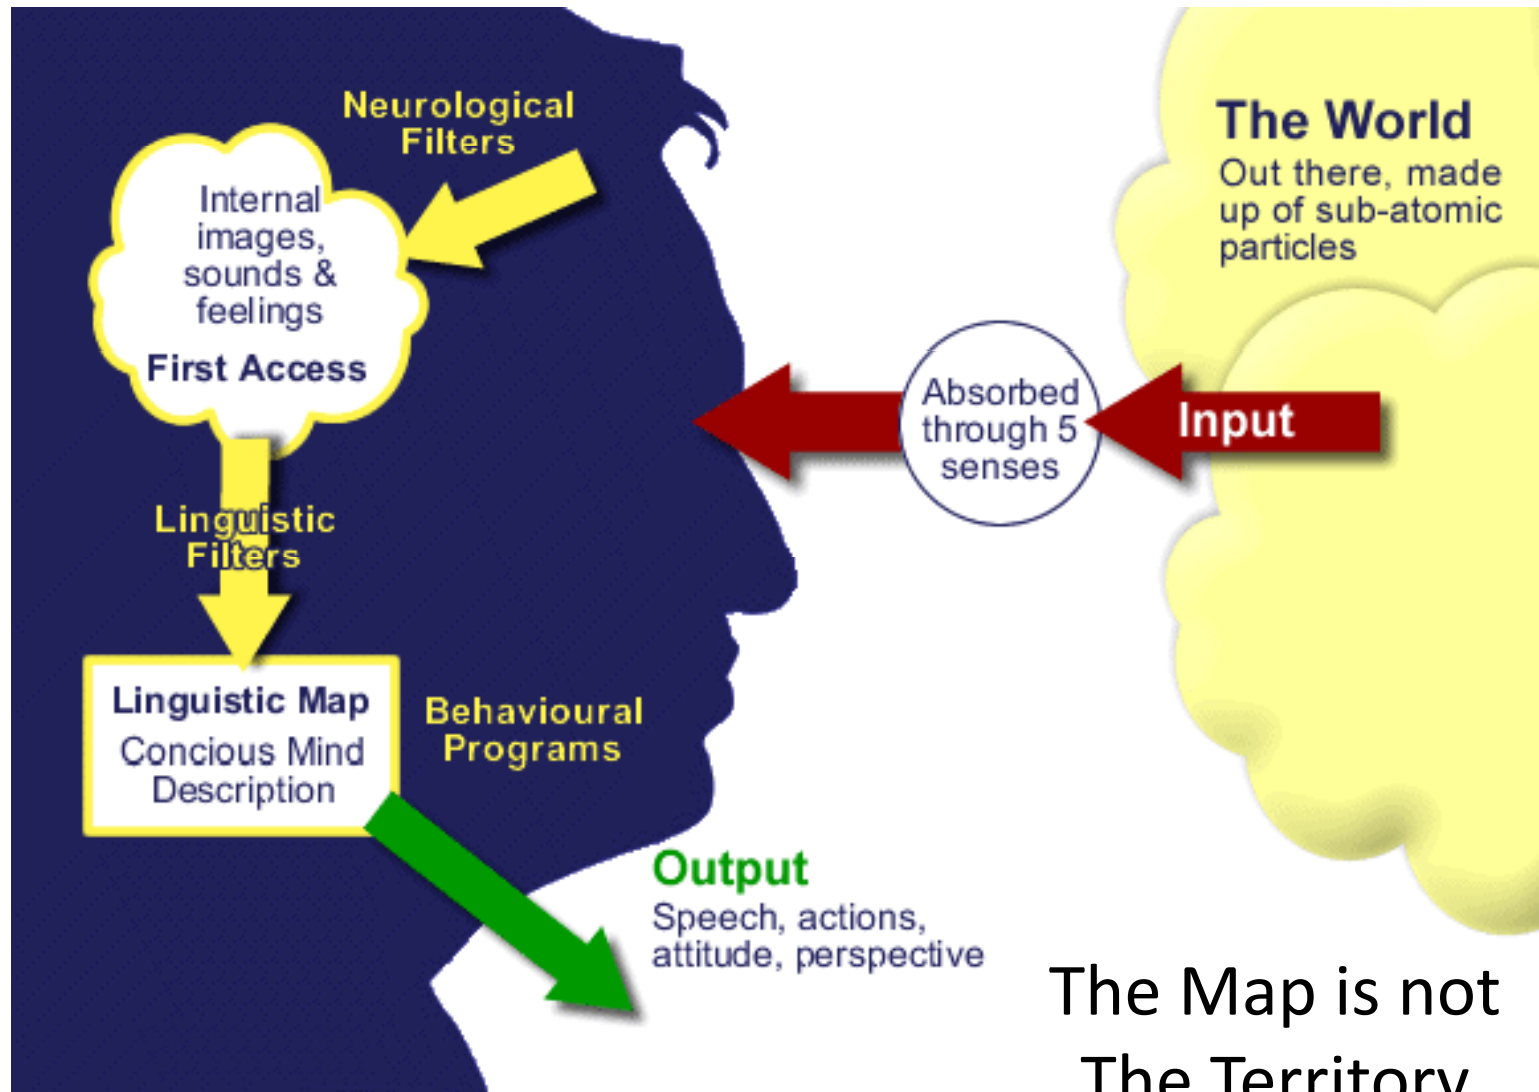 Neurological
Filters
Internal
images,
sounds &
feelings
First Access
Linguistic
Filters
Linguistic Map
Concious Mind
Description
Behavioural
Programs
The World
Out there, made
up of sub-atomic
particles
Input
Absorbed
through 5
senses
Output
Speech, actions,
attitude, perspective
The Map is not
The Territory